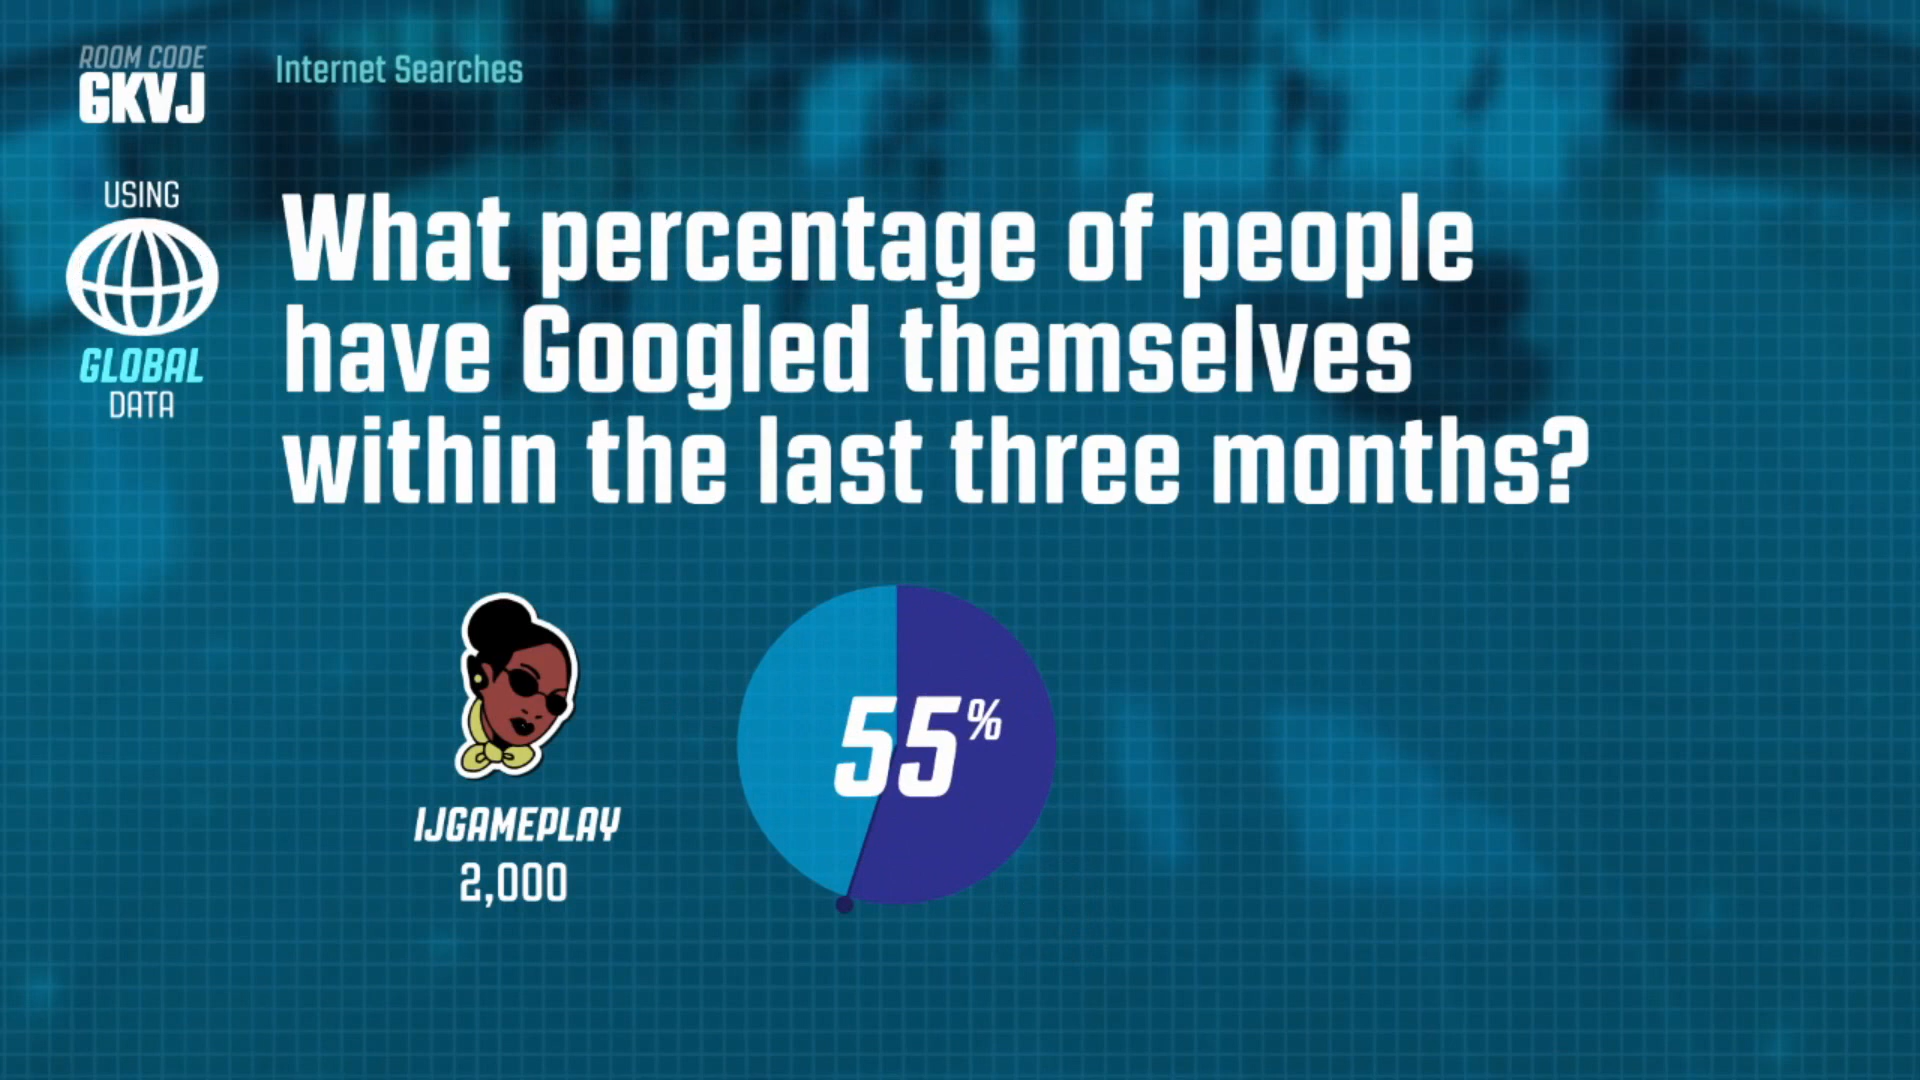 ROOM CODE
6KVJ
Internet Searches
USING
GLOBAL
DATA
What percentage of people
have Googled themselves
within the last three months?
55%
IJGAMEPLAY
2,000